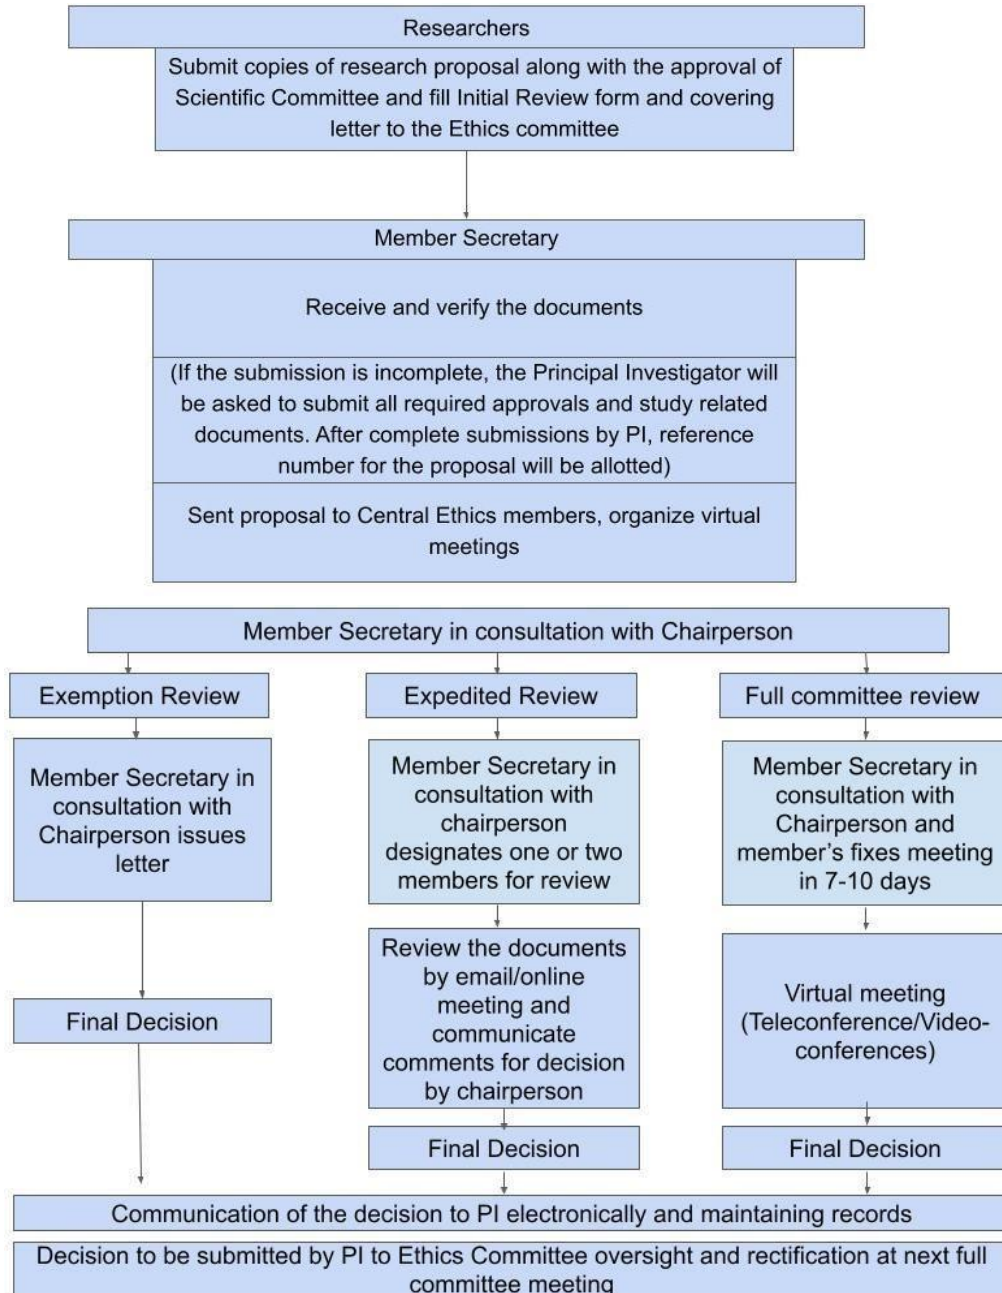 Researchers
Submit copies of research proposal along with the approval of
Scientific Committee and fill Initial Review form and covering
letter to the Ethics committee
Member Secretary
Receive and verify the documents
(If the submission is incomplete, the Principal Investigator will
be asked to submit all required approvals and study related
documents. After complete submissions by PI, reference
number for the proposal will be allotted)
Sent proposal to Central Ethics members, organize virtual
meetings
Member Secretary in consultation with Chairperson
Exemption Review
Member Secretary in
consultation with
Chairperson issues
letter
Final Decision
Expedited Review
Member Secretary in
consultation with
chairperson
designates one or two
members for review
Review the documents
by email/online
meeting and
communicate
comments for decision
by chairperson
Final Decision
Full committee review
Member Secretary in
consultation with
Chairperson and
member’s fixes meeting
in 7-10 days
Virtual meeting
(Teleconference/Video-
conferences)
Final Decision
Communication of the decision to PI electronically and maintaining records
Decision to be submitted by PI to Ethics Committee oversight and rectification at next full
committee meeting